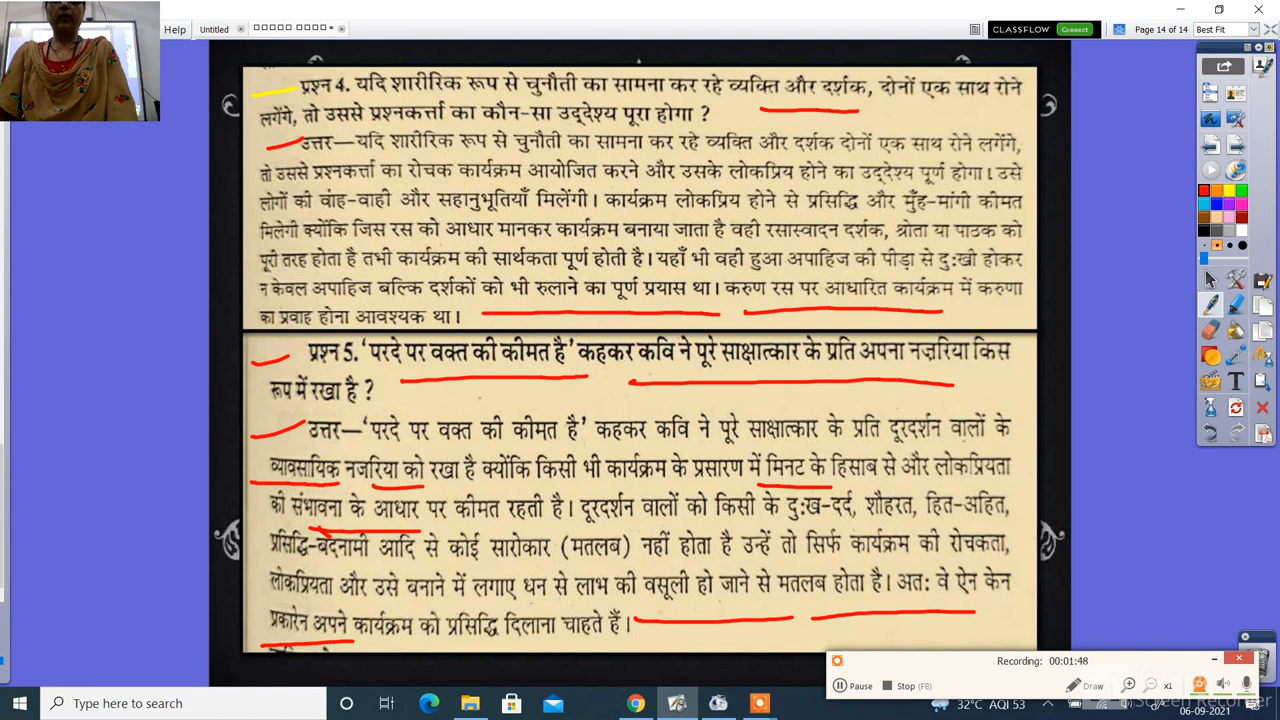 Help
Untitled
Page 14 of 14
Best Fit
CLASSFLOW Connect
प्रश्न 4. यदि शारीरिक रूप से चुनौती का सामना कर रहे व्यक्ति और दर्शक, दोनों एक साथ रोने
लगेंगे, तो उससे प्रश्नकर्त्ता का कौन-सा उद्देश्य पूरा होगा ?
उत्तर—यदि शारीरिक रूप से चुनौती का सामना कर रहे व्यक्ति और दर्शक दोनों एक साथ रोने लगेंगे,
तो उससे प्रश्नकर्त्ता का रोचक कार्यक्रम आयोजित करने और उसके लोकप्रिय होने का उद्देश्य पूर्ण होगा। उसे
लोगों की वांह-वाही और सहानुभूतियाँ मिलेंगी। कार्यक्रम लोकप्रिय होने से प्रसिद्धि और मुँह-मांगी कीमत
मिलेगी क्योंकि जिस रस को आधार मानकर कार्यक्रम बनाया जाता है वही रसास्वादन दर्शक, श्रोता या पाठक को
पूरी तरह होता है तभी कार्यक्रम की सार्थकता पूर्ण होती है। यहाँ भी वही हुआ अपाहिज की पीड़ा से दुःखी होकर
न केवल अपाहिज बल्कि दर्शकों को भी रुलाने का पूर्ण प्रयास था। करुण रस पर आधारित कार्यक्रम में करुणा
का प्रवाह होना आवश्यक था।
प्रश्न 5. 'परदे पर वक्त की कीमत है' कहकर कवि ने पूरे साक्षात्कार के प्रति अपना नज़रिया किस
रूप में रखा है ?
उत्तर—'परदे पर वक्त की कीमत है' कहकर कवि ने पूरे साक्षात्कार के प्रति दूरदर्शन वालों के
व्यावसायिक नजरिया को रखा है क्योंकि किसी भी कार्यक्रम के प्रसारण में मिनट के हिसाब से और लोकप्रियता
की संभावना के आधार पर कीमत रहती है। दूरदर्शन वालों को किसी के दुःख-दर्द, शौहरत, हित-अहित,
प्रसिद्धि-बदनामी आदि से कोई सारोकार (मतलब) नहीं होता है उन्हें तो सिर्फ कार्यक्रम की रोचकता,
लोकप्रियता और उसे बनाने में लगाए धन से लाभ की वसूली हो जाने से मतलब होता है। अतः वे ऐन केन
प्रकारेन अपने कार्यक्रम को प्रसिद्धि दिलाना चाहते हैं।
Recording: 00:01:48
Pause
Stop (F8)
Draw
x1
Type here to search
32°C AQI 53
06-09-2021